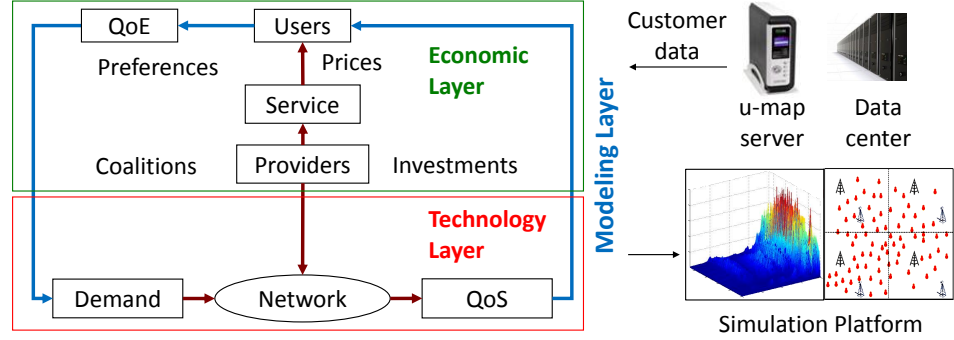 QoE
Users
Preferences
Prices
Economic
Layer
Service
Coalitions
Providers
Investments
Technology
Layer
Demand
Network
QoS
Modeling Layer
Customer
data
u-map
server
Data
center
Simulation Platform